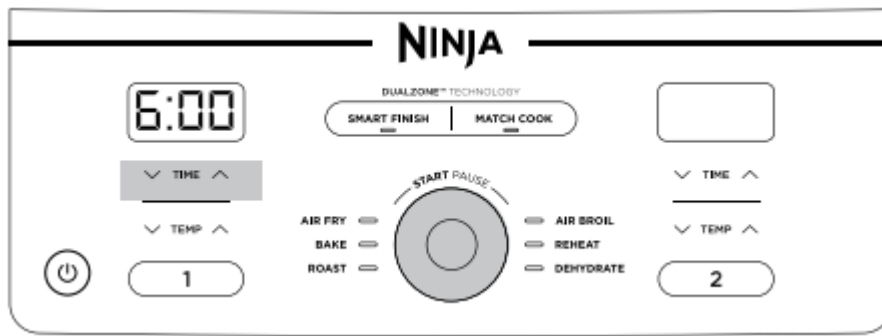 NINJA
6:00
DUALZONE™ TECHNOLOGY
SMART FINISH
MATCH COOK
TIME
TEMP
1
START PAUSE
AIR FRY
BAKE
ROAST
AIR BROIL
REHEAT
DEHYDRATE
TIME
TEMP
2